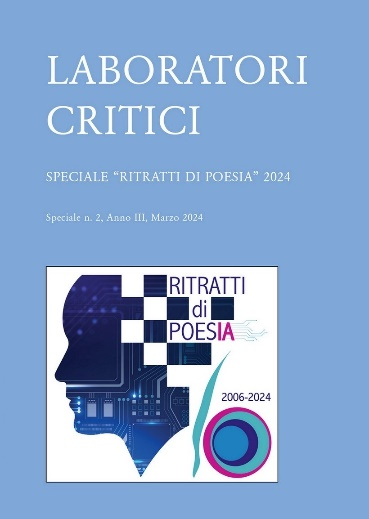 LABORATORI
CRITICI
SPECIALE “RITRATTI DI POESIA” 2024
Speciale n. 2, Anno III, Marzo 2024
RITRATTI
di
POESIA
2006-2024